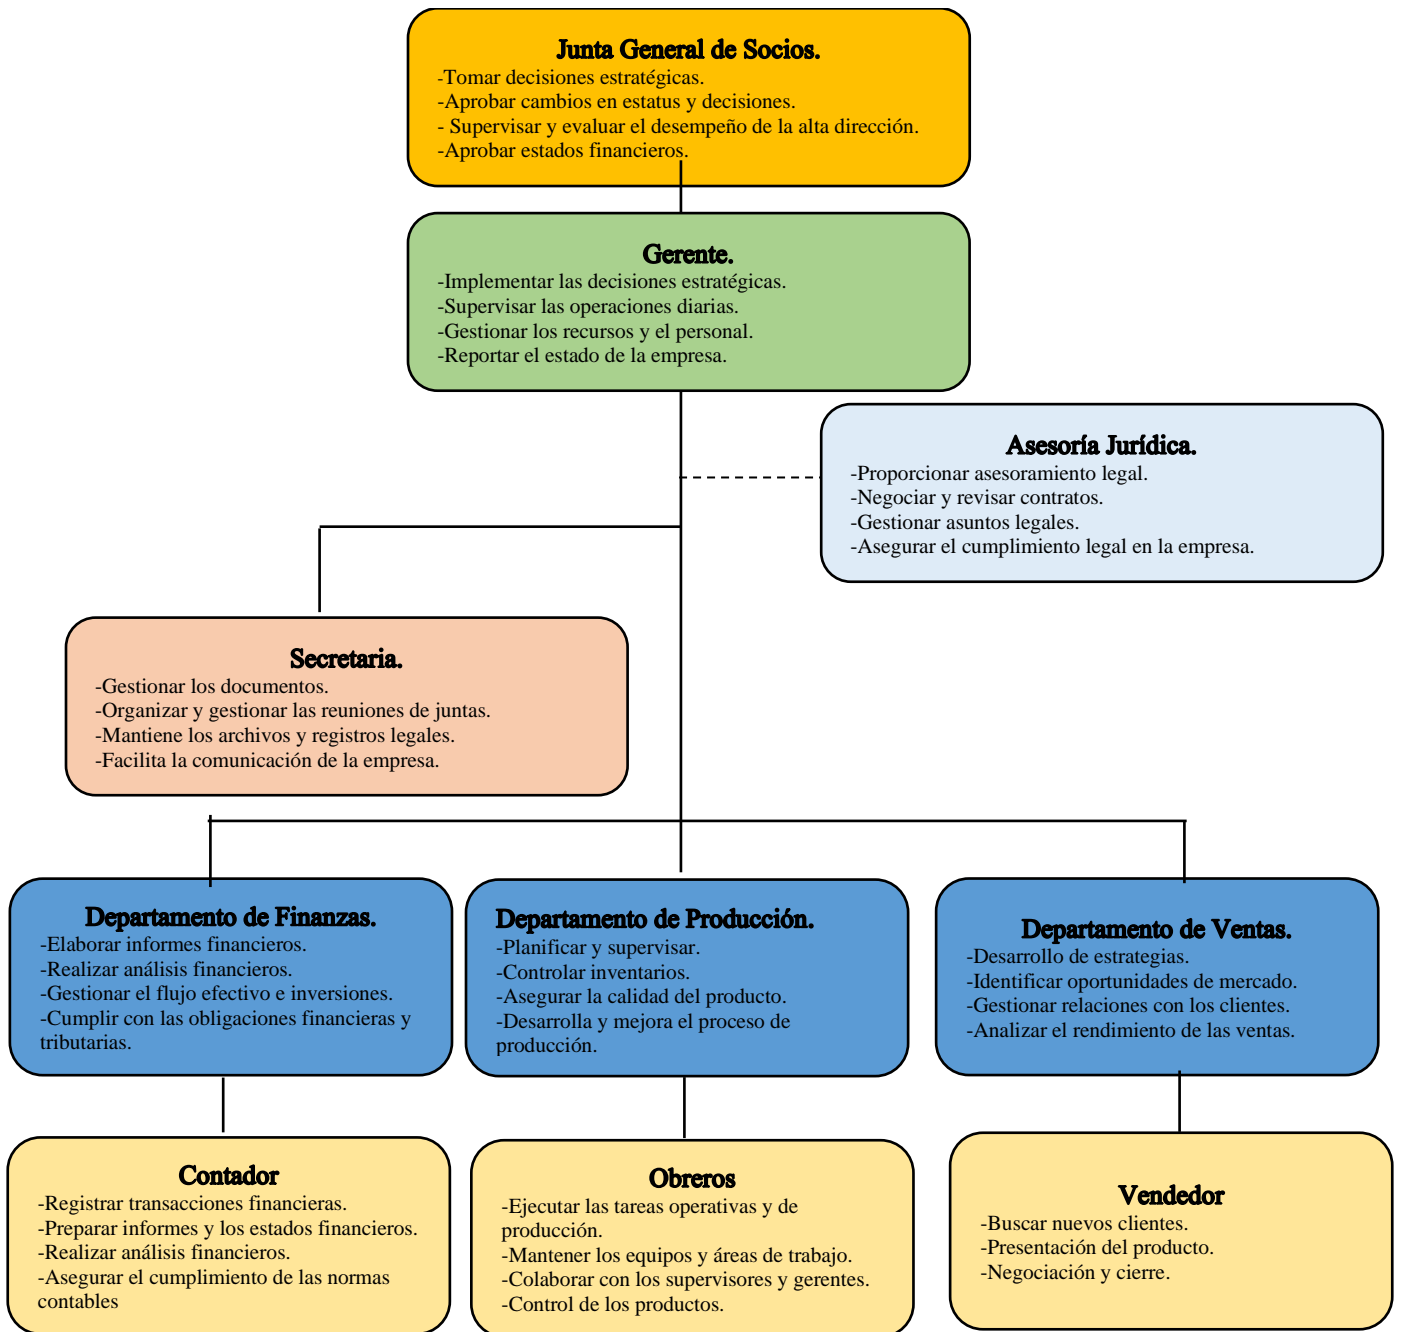 Junta General de Socios.
-Tomar decisiones estratégicas.
-Aprobar cambios en estatus y decisiones.
- Supervisar y evaluar el desempeño de la alta dirección.
-Aprobar estados financieros.
Gerente.
-Implementar las decisiones estratégicas.
-Supervisar las operaciones diarias.
-Gestionar los recursos y el personal.
-Reportar el estado de la empresa.
Asesoría Jurídica.
-Proporcionar asesoramiento legal.
-Negociar y revisar contratos.
-Gestionar asuntos legales.
-Asegurar el cumplimiento legal en la empresa.
Secretaria.
-Gestionar los documentos.
-Organizar y gestionar las reuniones de juntas.
-Mantiene los archivos y registros legales.
-Facilita la comunicación de la empresa.
Departamento de Finanzas.
-Elaborar informes financieros.
-Realizar análisis financieros.
-Gestionar el flujo efectivo e inversiones.
-Cumplir con las obligaciones financieras y
tributarias.
Departamento de Producción.
-Planificar y supervisar.
-Controlar inventarios.
-Asegurar la calidad del producto.
-Desarrolla y mejora el proceso de
producción.
Departamento de Ventas.
-Desarrollo de estrategias.
-Identificar oportunidades de mercado.
-Gestionar relaciones con los clientes.
-Analizar el rendimiento de las ventas.
Contador
-Registrar transacciones financieras.
-Preparar informes y los estados financieros.
-Realizar análisis financieros.
-Asegurar el cumplimiento de las normas
contables
Obreros
-Ejecutar las tareas operativas y de
producción.
-Mantener los equipos y áreas de trabajo.
-Colaborar con los supervisores y gerentes.
-Control de los productos.
Vendedor
-Buscar nuevos clientes.
-Presentación del producto.
-Negociación y cierre.